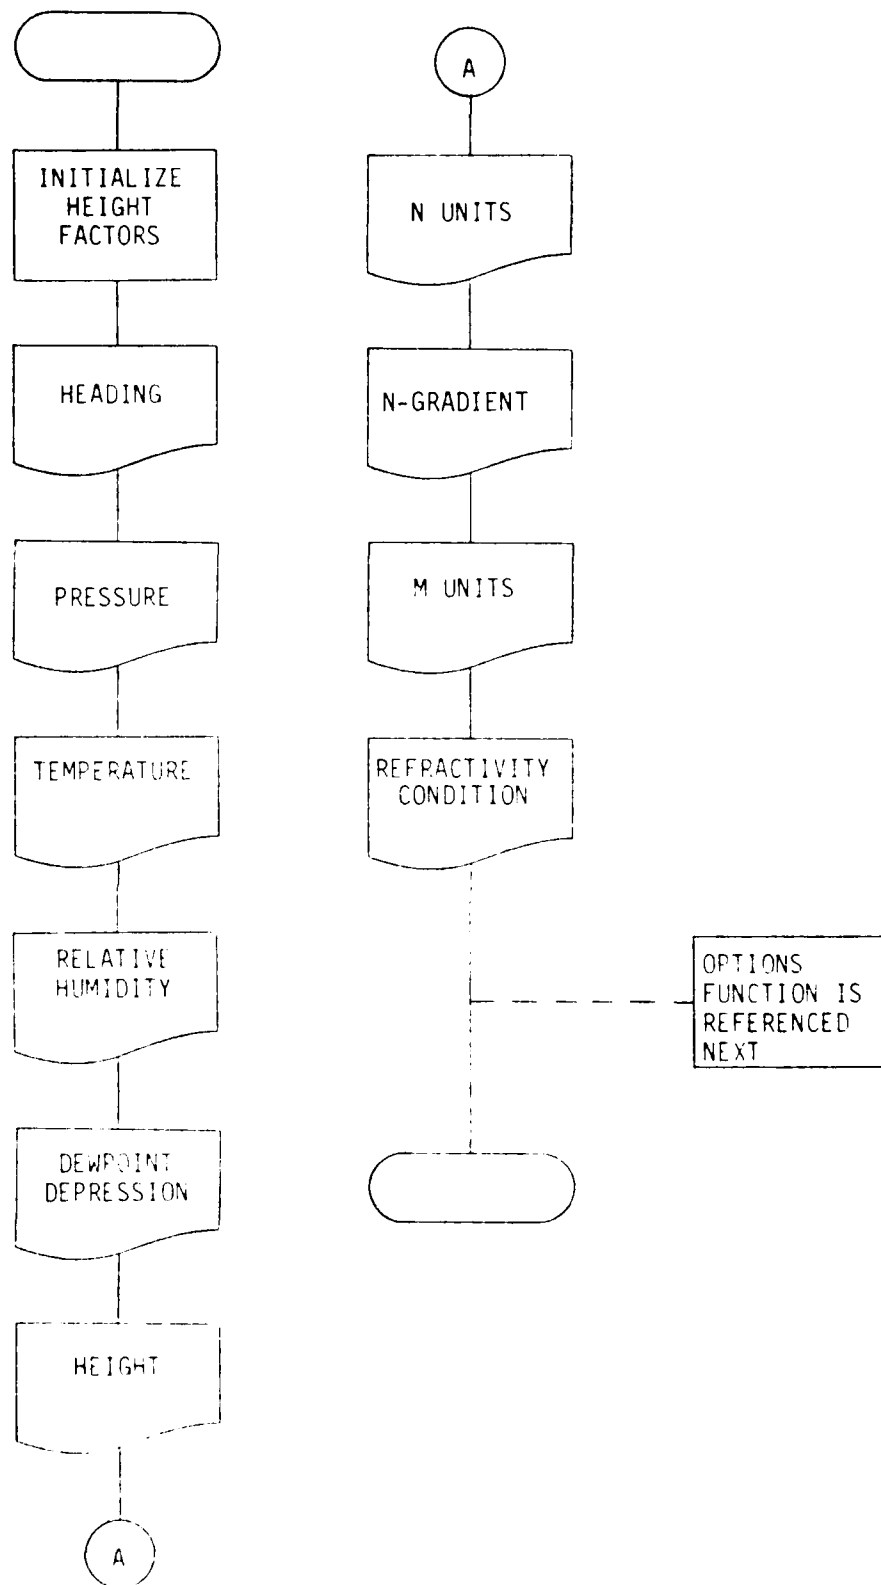 INITIALIZE
HEIGHT
FACTORS
HEADING
PRESSURE
TEMPERATURE
RELATIVE
HUMIDITY
DEWPOINT
DEPRESSION
HEIGHT
A
A
N UNITS
N-GRADIENT
M UNITS
REFRACTIVITY
CONDITION
OPTIONS
FUNCTION IS
REFERENCED
NEXT